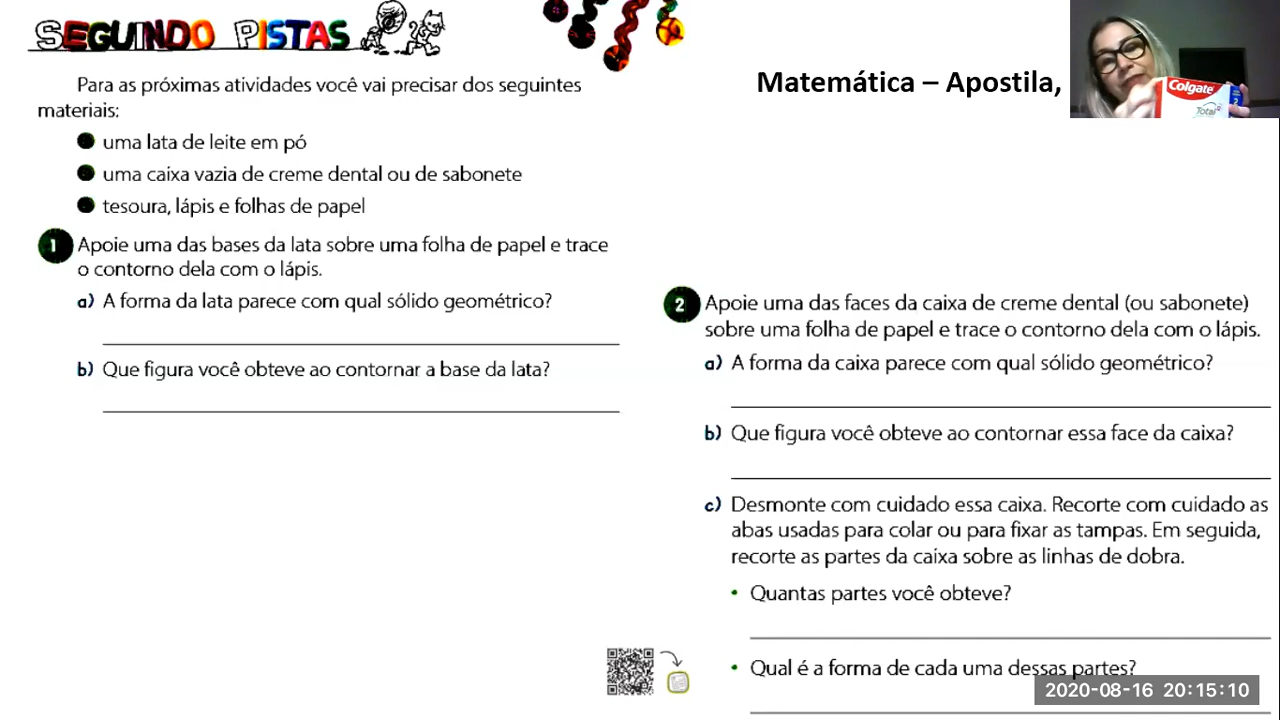 SEGUINDO PISTAS
Para as próximas atividades você vai precisar dos seguintes
materiais:
uma lata de leite em pó
uma caixa vazia de creme dental ou de sabonete
tesoura, lápis e folhas de papel
1 Apoie uma das bases da lata sobre uma folha de papel e trace
o contorno dela com o lápis.
a) A forma da lata parece com qual sólido geométrico?
b) Que figura você obteve ao contornar a base da lata?
Matemática – Apostila,
Colgate
Total
2 Apoie uma das faces da caixa de creme dental (ou sabonete)
sobre uma folha de papel e trace o contorno dela com o lápis.
a) A forma da caixa parece com qual sólido geométrico?
b) Que figura você obteve ao contornar essa face da caixa?
c) Desmonte com cuidado essa caixa. Recorte com cuidado as
abas usadas para colar ou para fixar as tampas. Em seguida,
recorte as partes da caixa sobre as linhas de dobra.
• Quantas partes você obteve?
• Qual é a forma de cada uma dessas partes?
2020-08-16 20:15:10